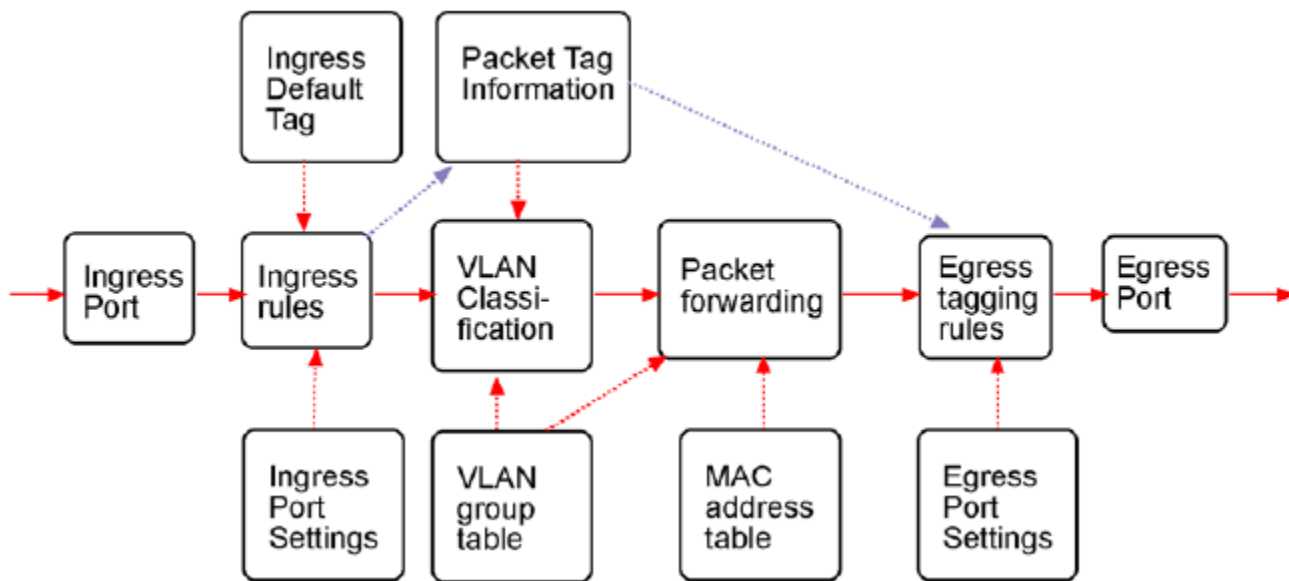 Ingress
Default
Tag
Packet Tag
Information
Ingress
Port
Ingress
rules
VLAN
Classi-
fication
Packet
forwarding
Egress
tagging
rules
Egress
Port
Ingress
Port
Settings
VLAN
group
table
MAC
address
table
Egress
Port
Settings